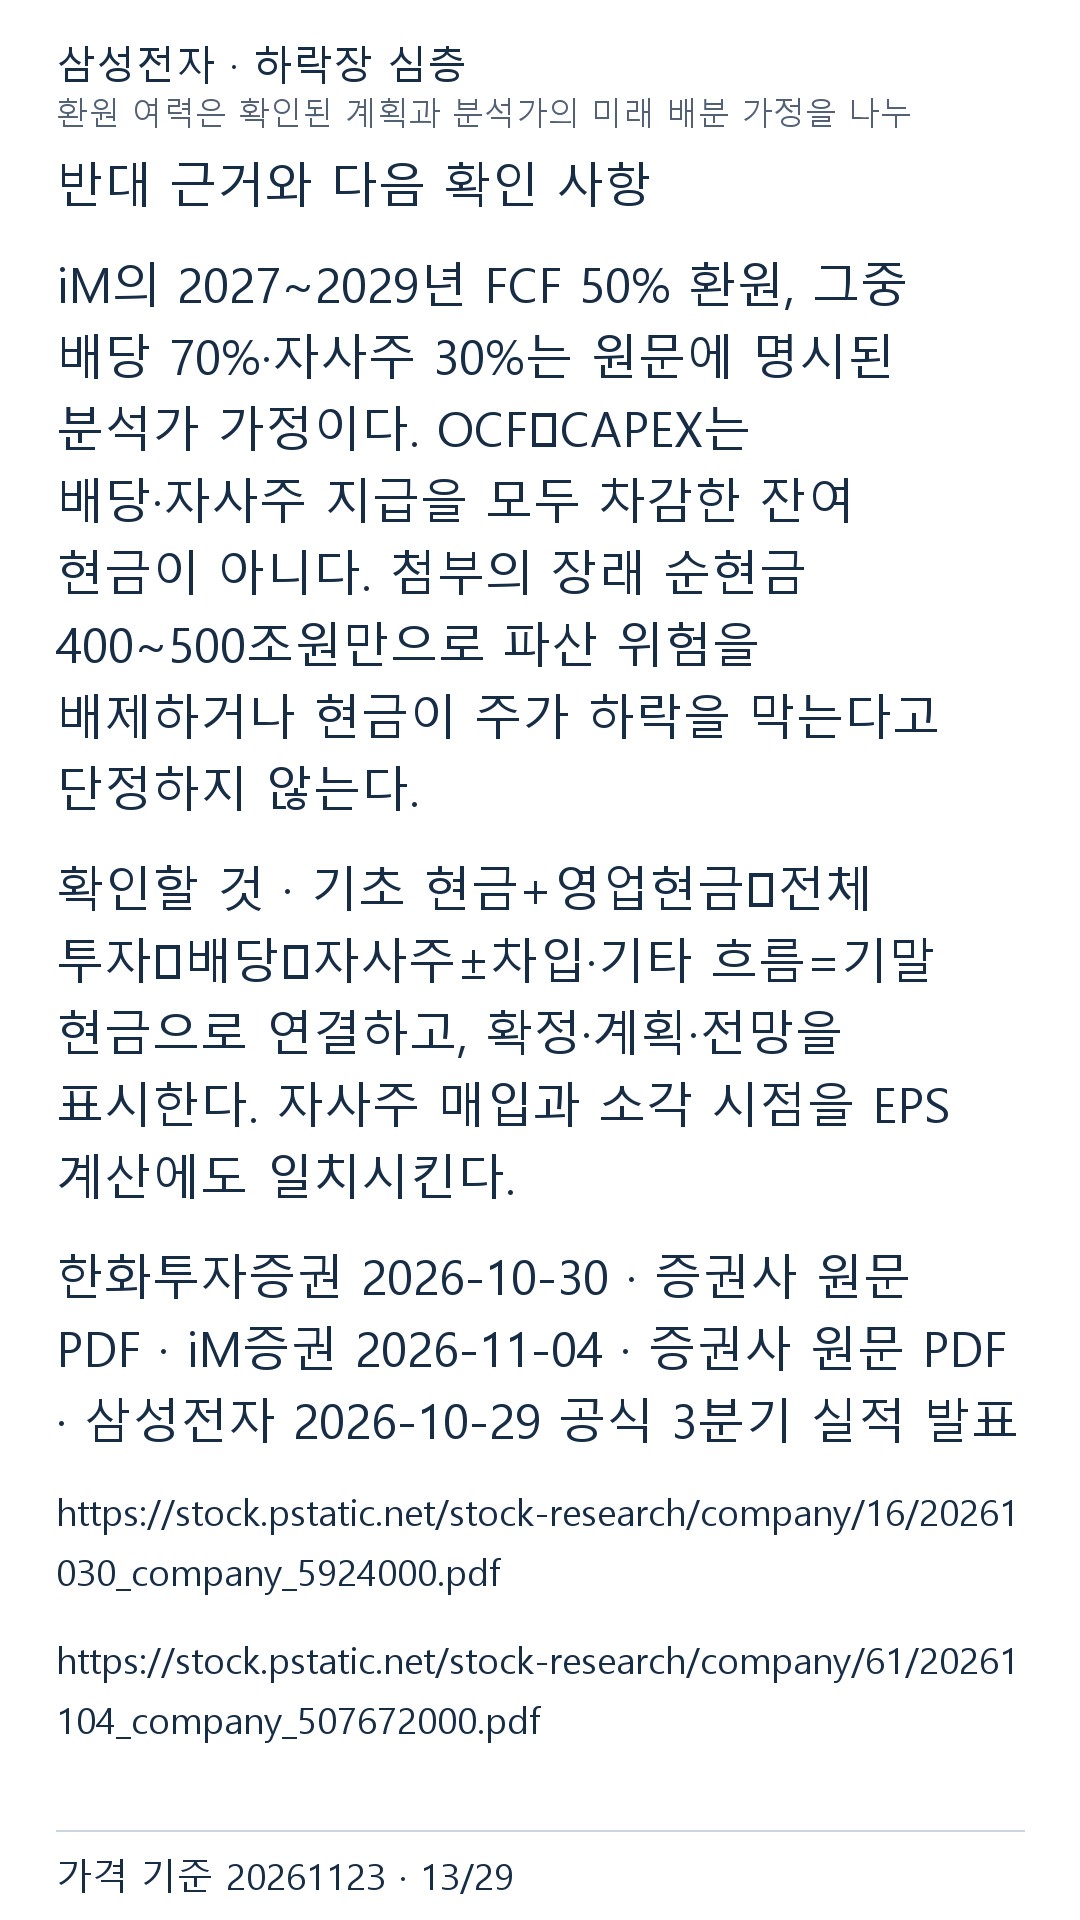 삼성전자 · 하락장 심층
환원 여력은 확인된 계획과 분석가의 미래 배분 가정을 나누
반대 근거와 다음 확인 사항
iM의 2027~2029년 FCF 50% 환원, 그중
배당 70%·자사주 30%는 원문에 명시된
분석가 가정이다. OCF□CAPEX는
배당·자사주 지급을 모두 차감한 잔여
현금이 아니다. 첨부의 장래 순현금
400~500조원만으로 파산 위험을
배제하거나 현금이 주가 하락을 막는다고
단정하지 않는다.
확인할 것 · 기초 현금+영업현금□전체
투자□배당□자사주±차입·기타 흐름=기말
현금으로 연결하고, 확정·계획·전망을
표시한다. 자사주 매입과 소각 시점을 EPS
계산에도 일치시킨다.
한화투자증권 2026-10-30 · 증권사 원문
PDF · iM증권 2026-11-04 · 증권사 원문 PDF
· 삼성전자 2026-10-29 공식 3분기 실적 발표
https://stock.pstatic.net/stock-research/company/16/20261
030_company_5924000.pdf
https://stock.pstatic.net/stock-research/company/61/20261
104_company_507672000.pdf
가격 기준 20261123 · 13/29